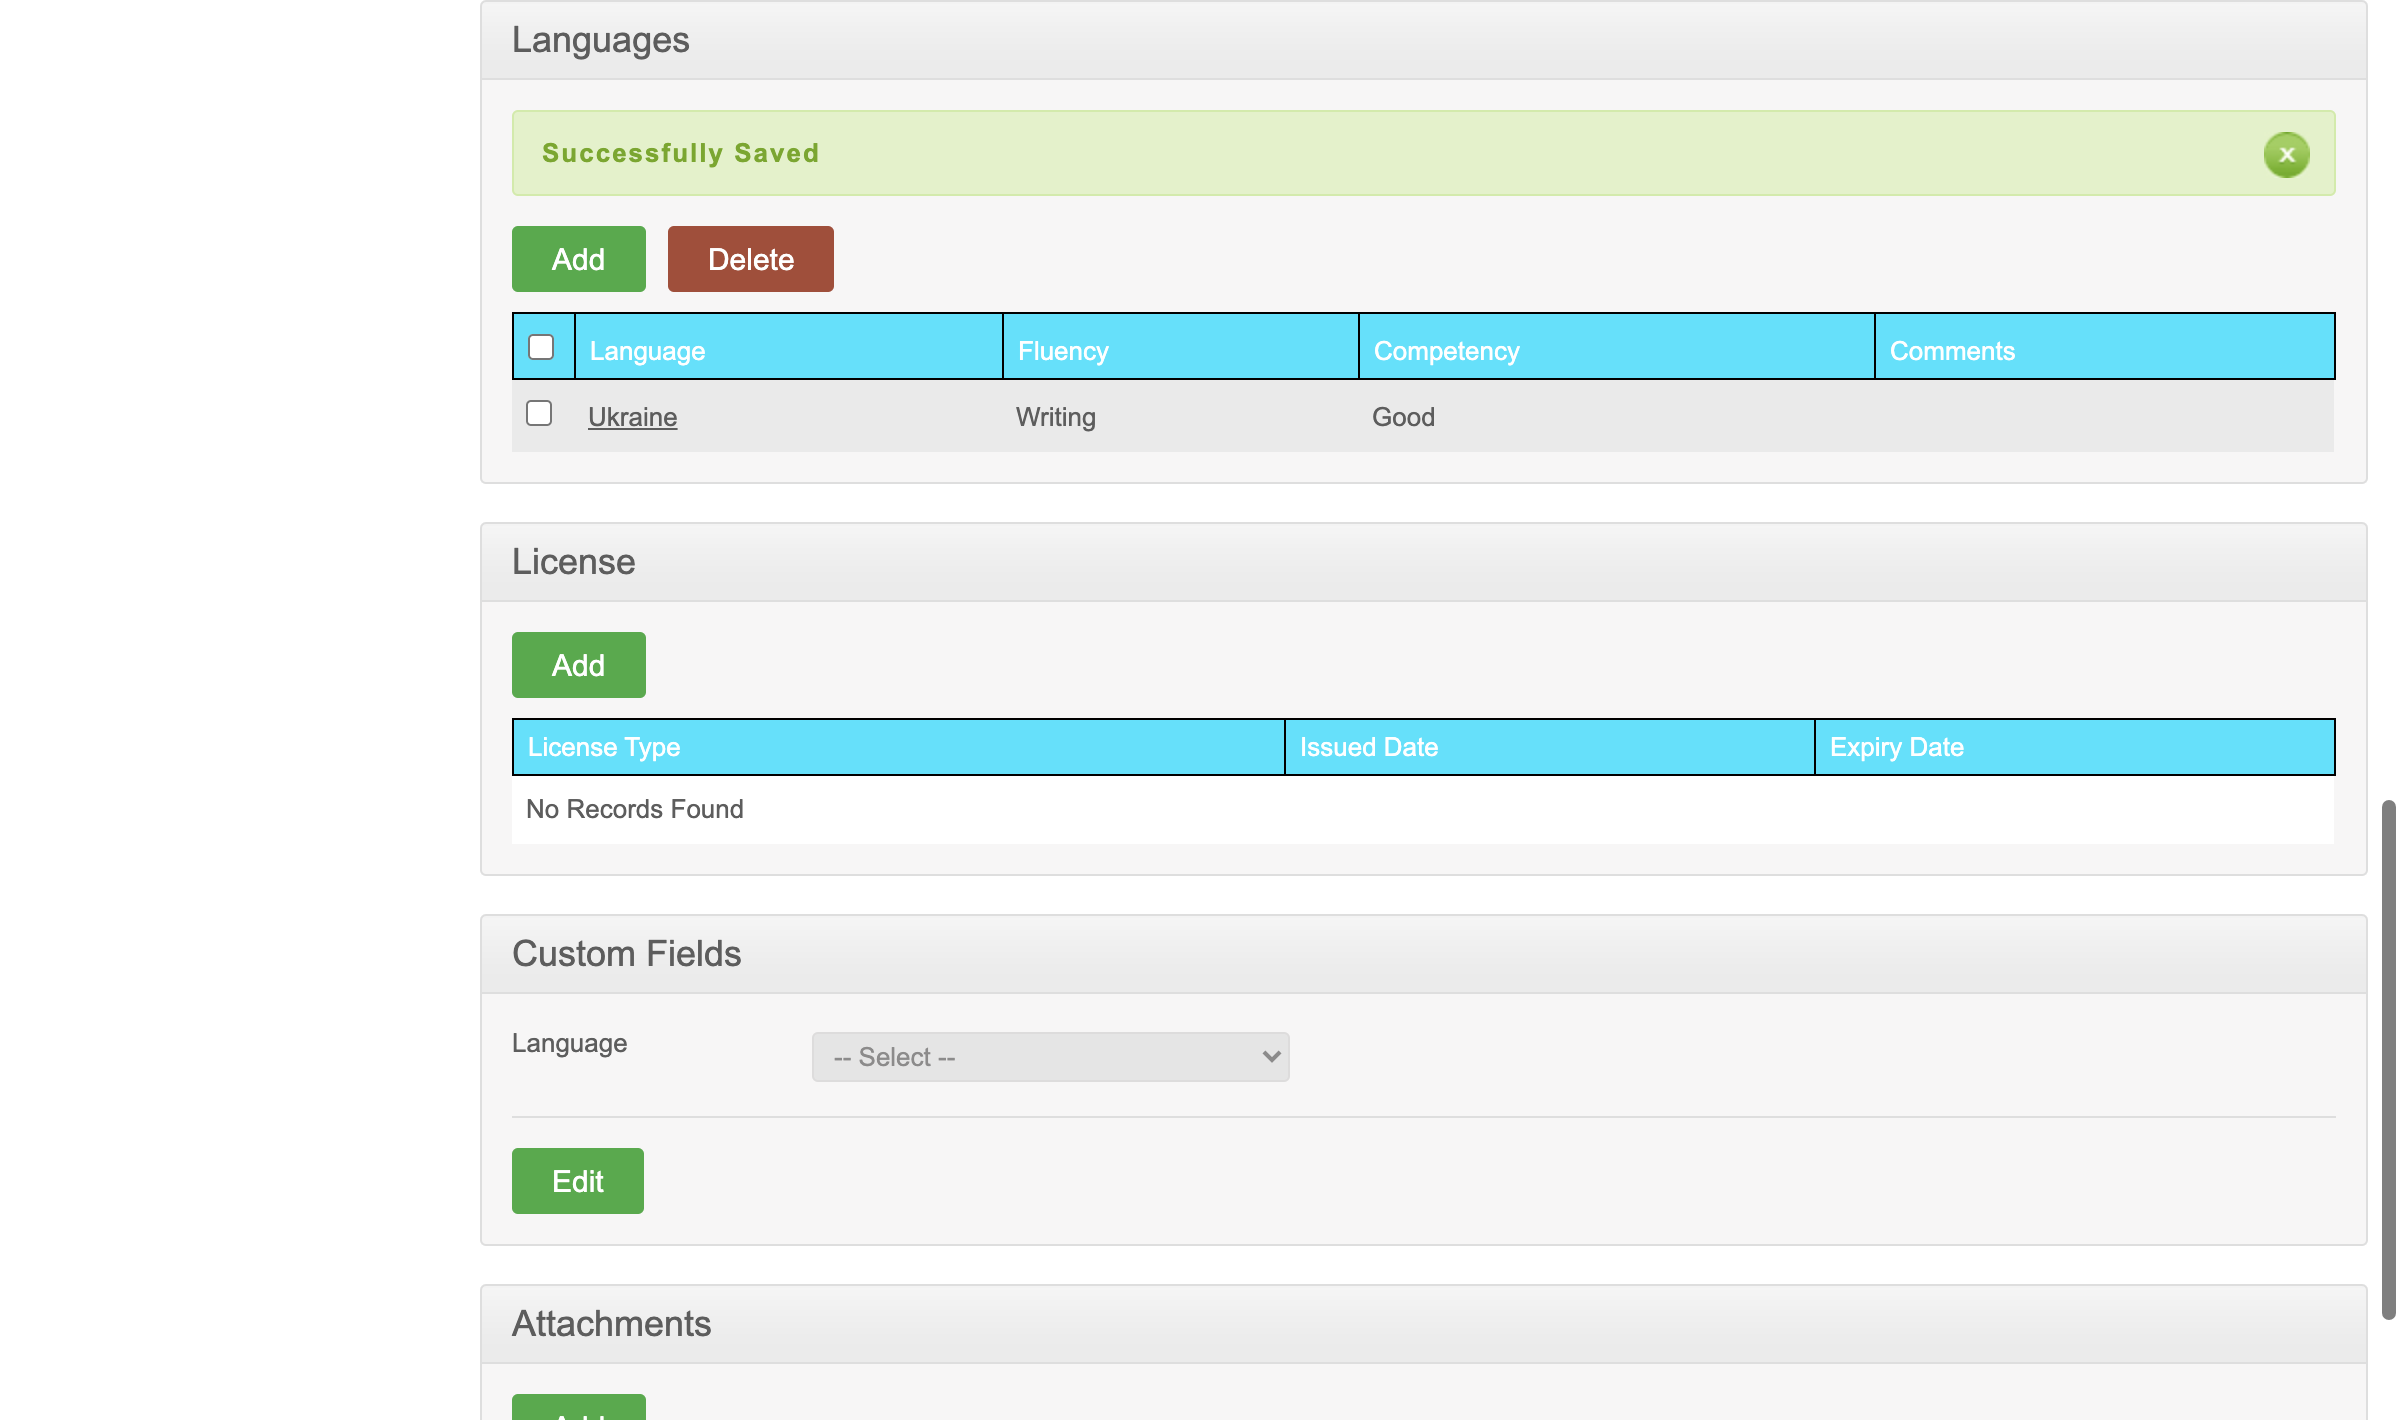 Languages
Successfully Saved
x
Add Delete
Language Fluency Competency Comments
Ukraine Writing Good
License
Add
License Type Issued Date Expiry Date
No Records Found
Custom Fields
Language -- Select --
Edit
Attachments